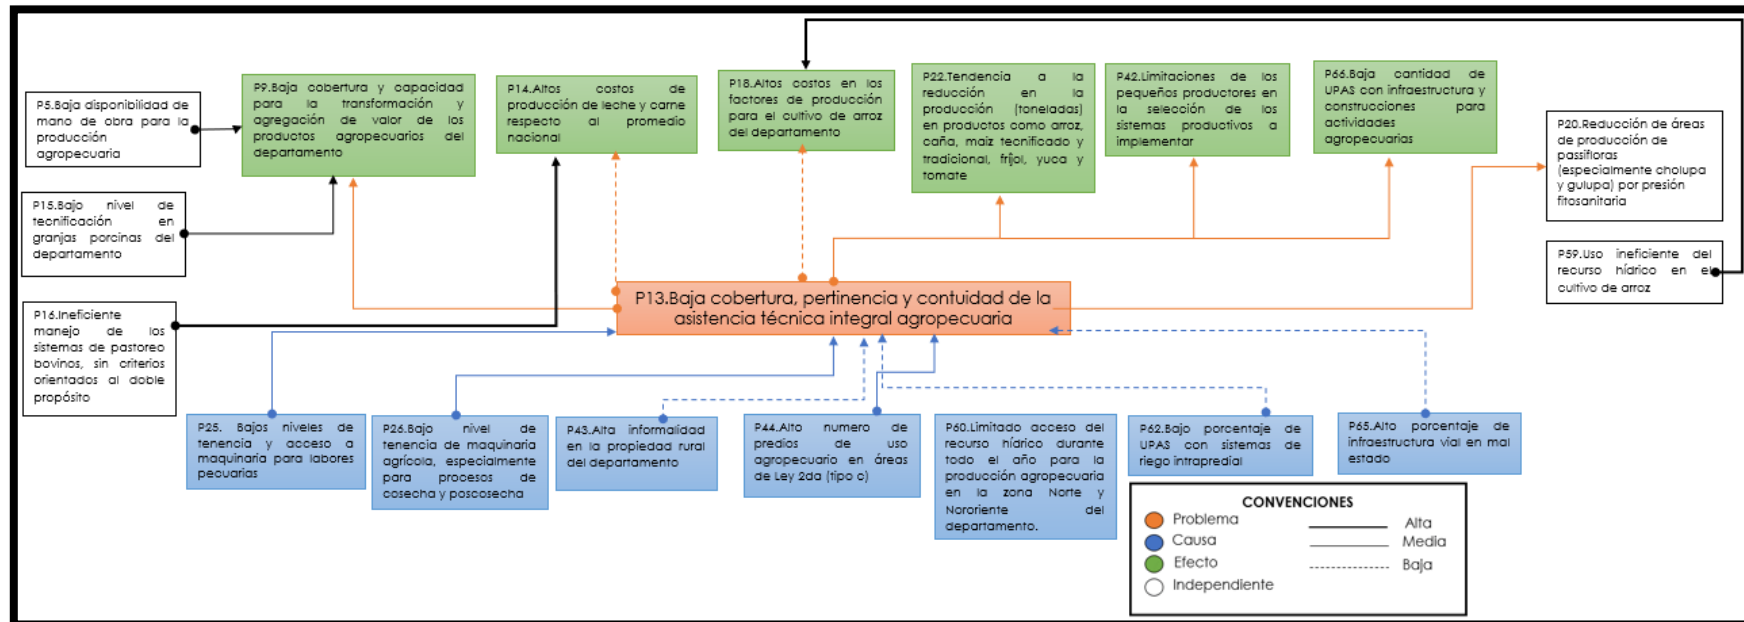 P5.Baja disponibilidad de
mano de obra para la
producción
agropecuaria
P9.Baja cobertura y capacidad
para la transformación y
agregación de valor de los
productos agropecuarios del
departamento
P14.Altos costos de
producción de leche y carne
respecto al promedio
nacional
P18.Altos costos en los
factores de producción
para el cultivo de arroz
del departamento
P22.Tendencia a la
reducción en la
producción (toneladas)
en productos como arroz,
caña, maíz tecnificado y
tradicional, fríjol, yuca y
tomate
P42.Limitaciones de los
pequeños productores en
la selección de los
sistemas productivos a
implementar
P66.Baja cantidad de
UPAS con infraestructura y
construcciones para
actividades
agropecuarias
P20.Reducción de áreas
de producción de
passifloras
(especialmente cholupa
y gulupa) por presión
fitosanitaria
P15.Bajo nivel de
tecnificación en
granjas porcinas del
departamento
P59.Uso ineficiente del
recurso hídrico en el
cultivo de arroz
P16.Ineficiente
manejo de los
sistemas de pastoreo
bovinos, sin criterios
orientados al doble
propósito
P13.Baja cobertura, pertinencia y contuidad de la
asistencia técnica integral agropecuaria
P25. Bajos niveles de
tenencia y acceso a
maquinaria para labores
pecuarias
P26.Bajo nivel de
tenencia de maquinaria
agrícola, especialmente
para procesos de
cosecha y poscosecha
P43.Alta informalidad
en la propiedad rural
del departamento
P44.Alto numero de
predios de uso
agropecuario en áreas
de Ley 2da (tipo c)
P60.Limitado acceso del
recurso hídrico durante
todo el año para la
producción agropecuaria
en la zona Norte y
Nororiente del
departamento.
P62.Bajo porcentaje de
UPAS con sistemas de
riego intrapredial
P65.Alto porcentaje de
infraestructura vial en mal
estado
CONVENCIONES
Problema
Causa
Efecto
Independiente
Alta
Media
Baja